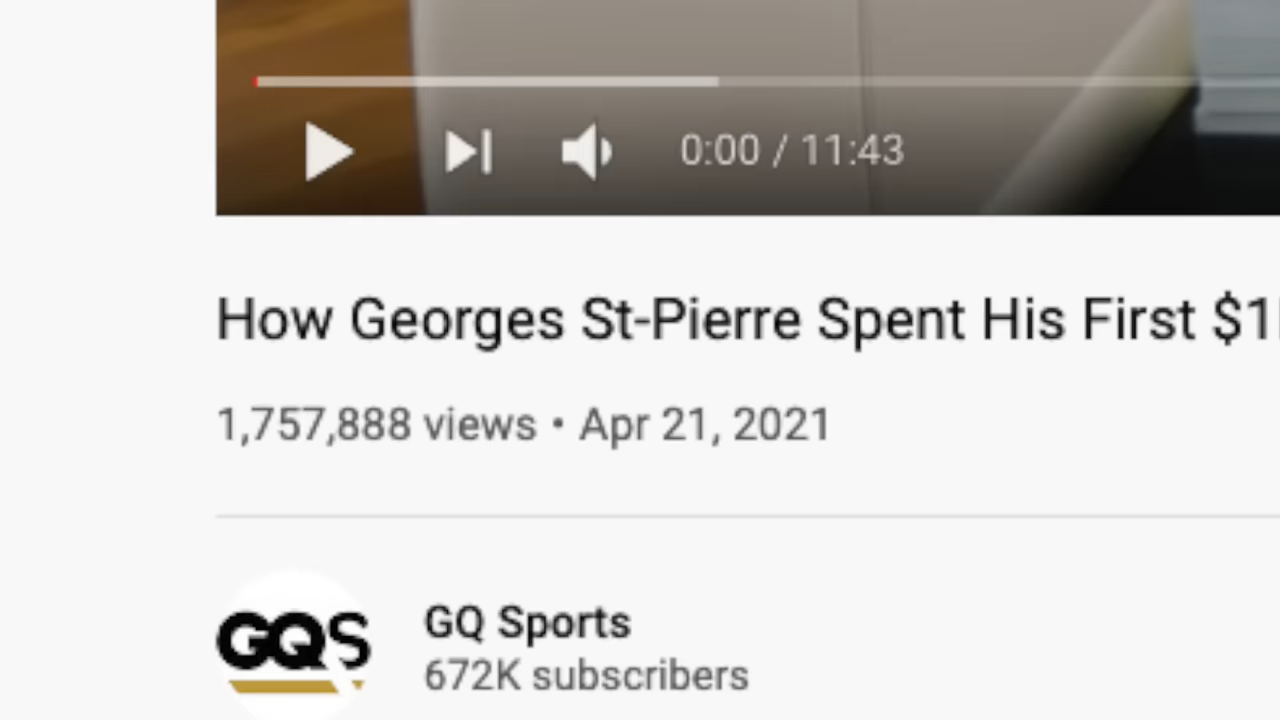 0:00 / 11:43
How Georges St-Pierre Spent His First $1
1,757,888 views • Apr 21, 2021
GQS
GQ Sports
672K subscribers